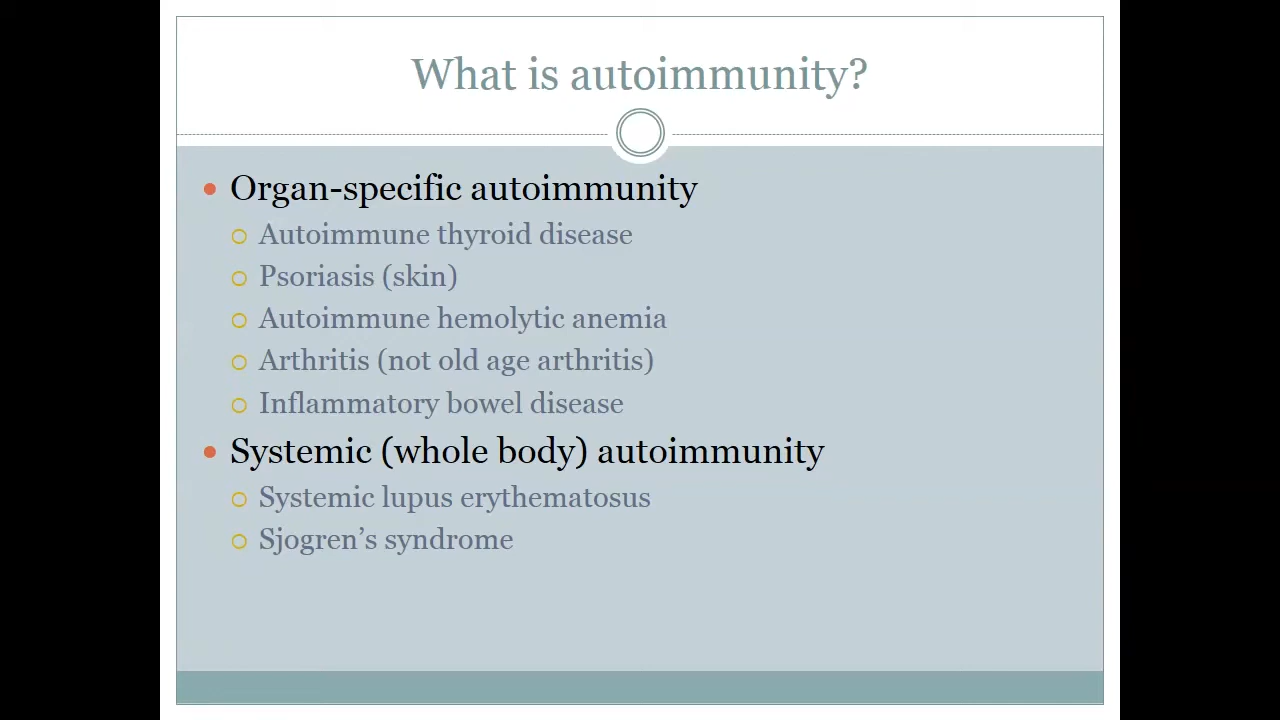 What is autoimmunity?
Organ-specific autoimmunity
Autoimmune thyroid disease
Psoriasis (skin)
Autoimmune hemolytic anemia
Arthritis (not old age arthritis)
Inflammatory bowel disease
Systemic (whole body) autoimmunity
Systemic lupus erythematosus
Sjogren’s syndrome